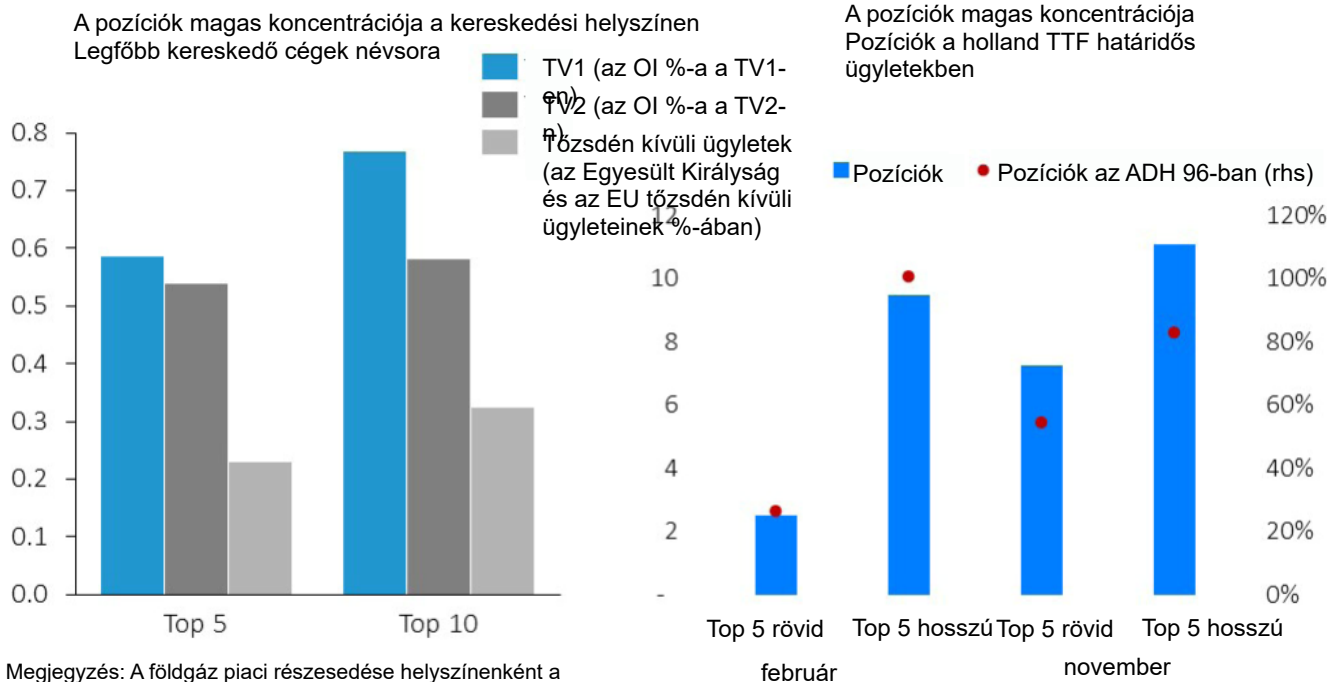 A pozíciók magas koncentrációja a kereskedési helyszínen
Legfőbb kereskedő cégek névsora
TV1 (az OI %-a a TV1-
en)
TV2 (az OI %-a a TV2-
n)
Tőzsdén kívüli ügyletek
(az Egyesült Királyság
és az EU tőzsdén kívüli
ügyleteinek %-ában)
0.8
0.7
0.6
0.5
0.4
0.3
0.2
0.1
0.0
Top 5
Top 10
Megjegyzés: A földgáz piaci részesedése helyszínenként a
A pozíciók magas koncentrációja
Pozíciók a holland TTF határidős
ügyletekben
Pozíciók
Pozíciók az ADH 96-ban (rhs)
12
10
8
6
4
2
-
120%
100%
80%
60%
40%
20%
0%
Top 5 rövid
Top 5 hosszú
Top 5 rövid
Top 5 hosszú
február
november